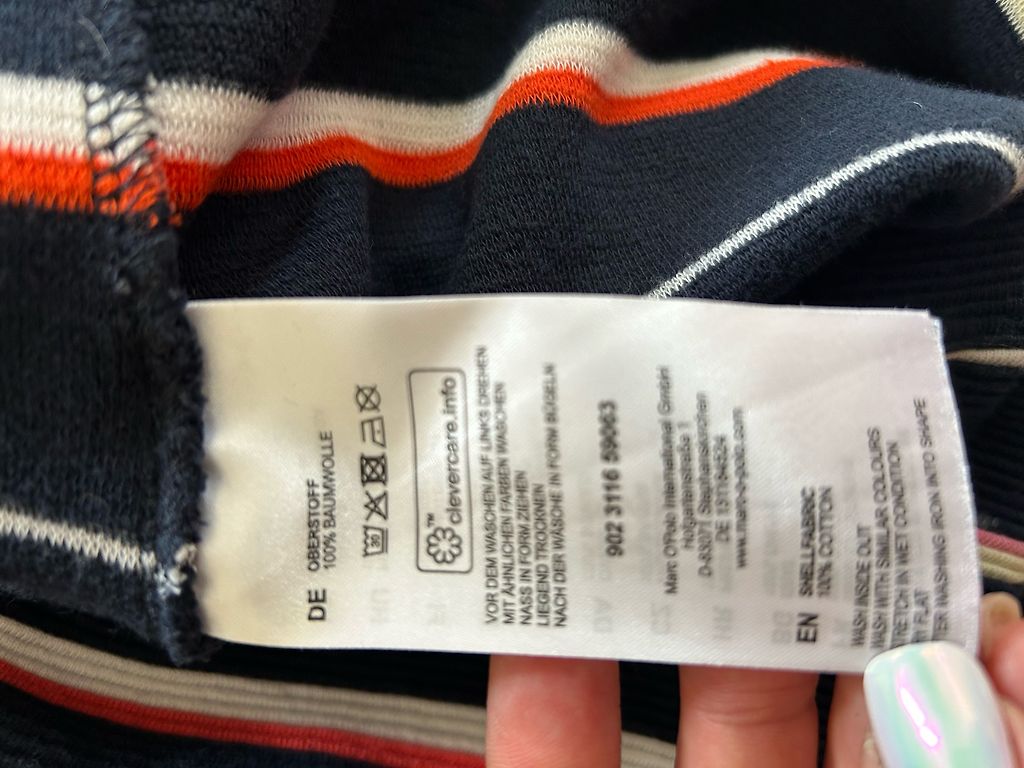 DE OBERSTOFF
100% BAUMWOLLE
clevercare.info
VOR DEM WASCHEN AUF LINKS DREHEN
MIT ÄHNLICHEN FARBEN WASCHEN
NASS IN FORM ZIEHEN
LIEGEND TROCKNEN
NACH DER WÄSCHE IN FORM BÜGELN
902 3116 59063
Marc O'Polo International GmbH
Hofgartenstraße 1
D-83071 Stephanskirchen
www.marc-o-polo.com
EN SHELLFABRIC
100% COTTON
WASH INSIDE OUT
WASH WITH SIMILAR COLOURS
IN WET CONDITION
FLAT
WASHING IRON INTO SHAPE